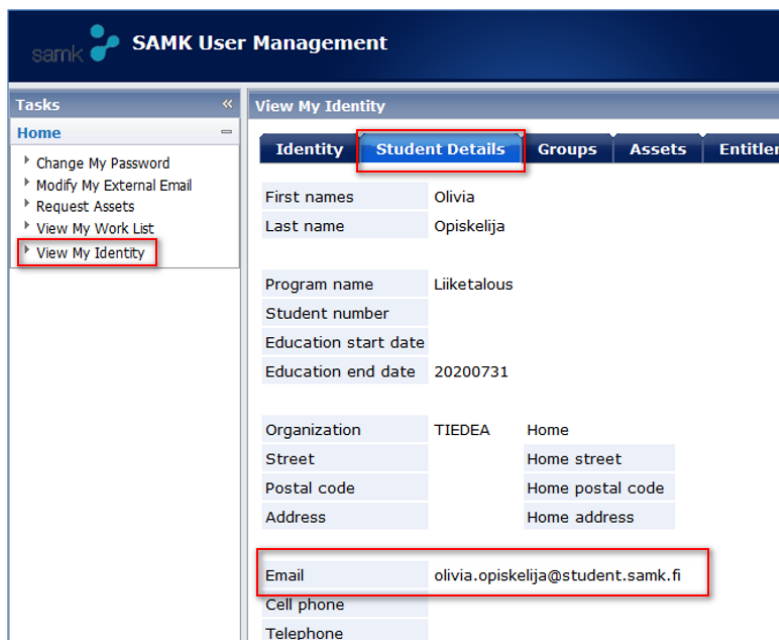 samk SAMK User Management
Tasks «
Home
Change My Password
Modify My External Email
Request Assets
View My Work List
View My Identity
View My Identity
Identity Student Details Groups Assets Entitler
First names Olivia
Last name Opiskelija
Program name Liiketalous
Student number
Education start date
Education end date 20200731
Organization TIEDEA Home
Street Home street
Postal code Home postal code
Address Home address
Email olivia.opiskelija@student.samk.fi
Cell phone
Telephone